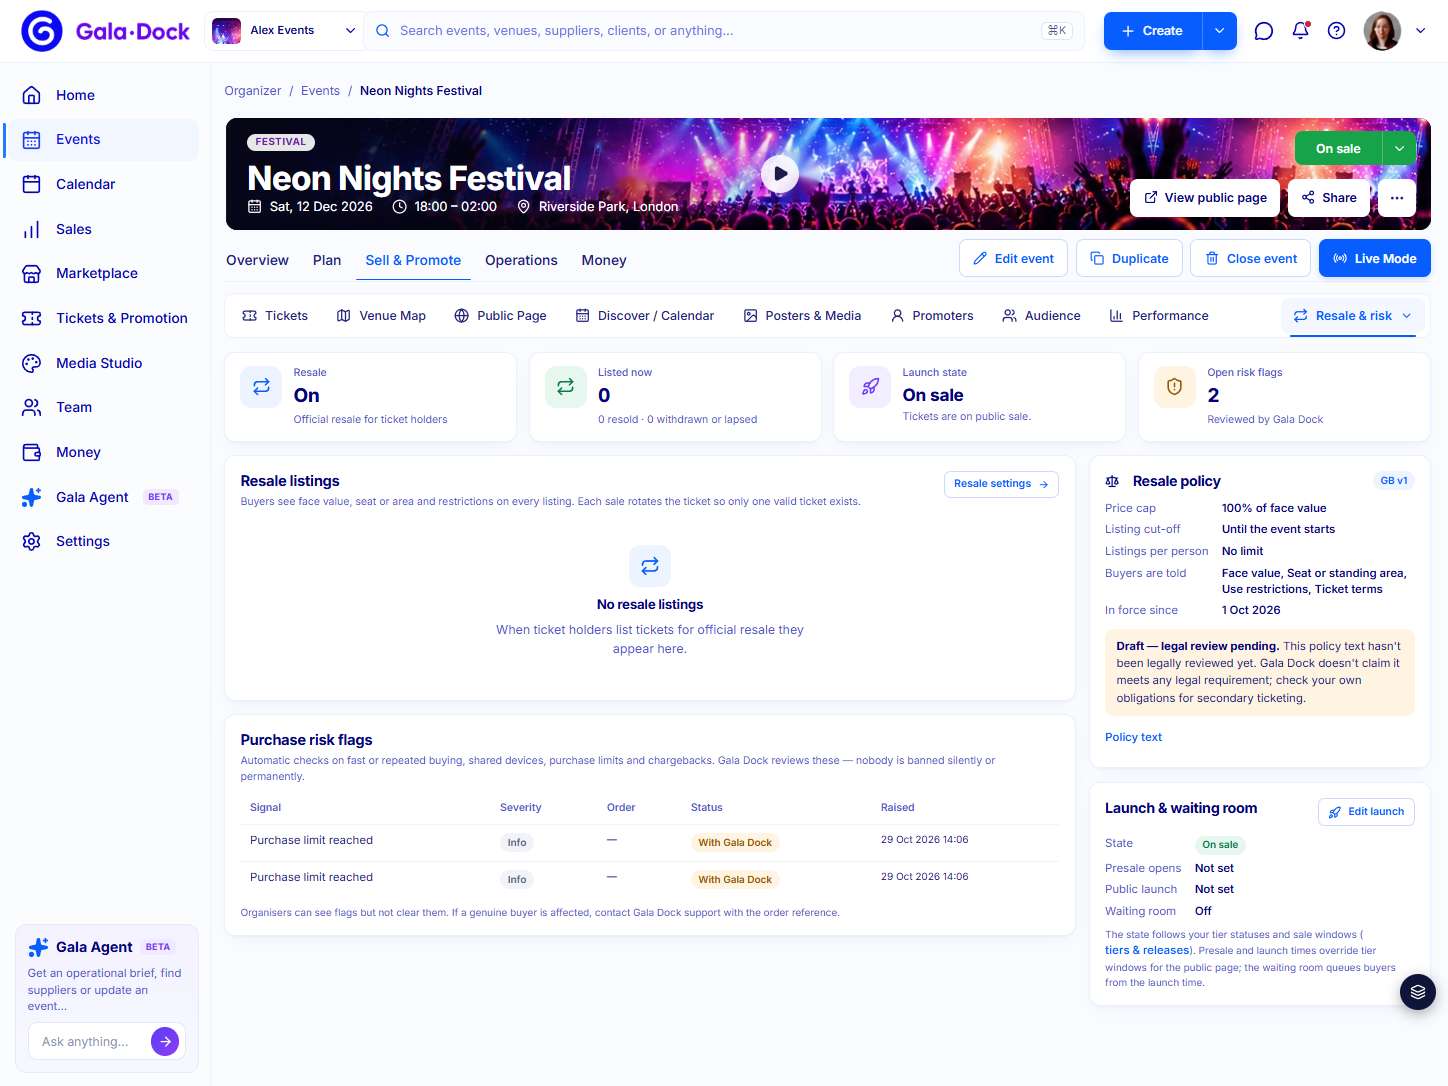 Gala·Dock
Alex Events
Search events, venues, suppliers, clients, or anything...
⌘K
+ Create
Home
Events
Calendar
Sales
Marketplace
Tickets & Promotion
Media Studio
Team
Money
Gala Agent BETA
Settings
Organizer / Events / Neon Nights Festival
FESTIVAL
Neon Nights Festival
Sat, 12 Dec 2026 18:00 – 02:00 Riverside Park, London
On sale
View public page Share
Overview Plan Sell & Promote Operations Money
Edit event Duplicate Close event Live Mode
Tickets Venue Map Public Page Discover / Calendar Posters & Media Promoters Audience Performance Resale & risk
Resale
On
Official resale for ticket holders
Listed now
0
0 resold · 0 withdrawn or lapsed
Launch state
On sale
Tickets are on public sale.
Open risk flags
2
Reviewed by Gala Dock
Resale listings
Buyers see face value, seat or area and restrictions on every listing. Each sale rotates the ticket so only one valid ticket exists.
Resale settings →
No resale listings
When ticket holders list tickets for official resale they
appear here.
Purchase risk flags
Automatic checks on fast or repeated buying, shared devices, purchase limits and chargebacks. Gala Dock reviews these — nobody is banned silently or
permanently.
Signal Severity Order Status Raised
Purchase limit reached Info — With Gala Dock 29 Oct 2026 14:06
Purchase limit reached Info — With Gala Dock 29 Oct 2026 14:06
Organisers can see flags but not clear them. If a genuine buyer is affected, contact Gala Dock support with the order reference.
Resale policy GB v1
Price cap 100% of face value
Listing cut-off Until the event starts
Listings per person No limit
Buyers are told Face value, Seat or standing area,
Use restrictions, Ticket terms
In force since 1 Oct 2026
Draft — legal review pending. This policy text hasn't
been legally reviewed yet. Gala Dock doesn't claim it
meets any legal requirement; check your own
obligations for secondary ticketing.
Policy text
Launch & waiting room Edit launch
State On sale
Presale opens Not set
Public launch Not set
Waiting room Off
The state follows your tier statuses and sale windows (
tiers & releases). Presale and launch times override tier
windows for the public page; the waiting room queues buyers
from the launch time.
Gala Agent BETA
Get an operational brief, find
suppliers or update an
event...
Ask anything...